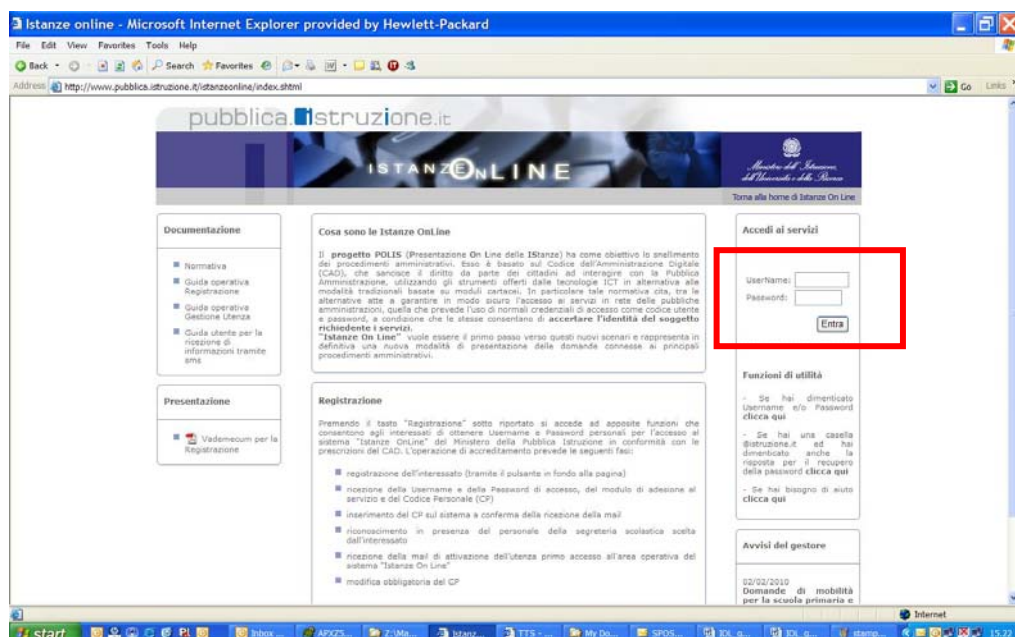 Istanze online - Microsoft Internet Explorer provided by Hewlett-Packard
File Edit View Favorites Tools Help
Back Search Favorites
Address http://www.pubblica.istruzione.it/istanzeonline/index.shtml Go Links
pubblica.istruzione.it
ISTANZEONLINE
Ministero dell'Istruzione,
dell'Università e della Ricerca
Torna alla home di Istanze On Line
Documentazione
Normativa
Guida operativa
Registrazione
Guida operativa
Gestione Utenza
Guida utente per la
ricezione di
informazioni tramite
sms
Presentazione
Vademecum per la
Registrazione
Cosa sono le Istanze OnLine
Il progetto POLIS (Presentazione On Line delle IStanze) ha come obiettivo lo snellimento
dei procedimenti amministrativi. Esso è basato sul Codice dell'Amministrazione Digitale
(CAD), che sancisce il diritto da parte dei cittadini ad interagire con la Pubblica
Amministrazione, utilizzando gli strumenti offerti dalle tecnologie ICT in alternativa alle
modalità tradizionali basate su moduli cartacei. In particolare tale normativa cita, tra le
alternative atte a garantire in modo sicuro l'accesso ai servizi in rete delle pubbliche
amministrazioni, quella che prevede l'uso di normali credenziali di accesso come codice utente
e password, a condizione che le stesse consentano di accertare l'identità del soggetto
richiedente i servizi.
"Istanze On Line" vuole essere il primo passo verso questi nuovi scenari e rappresenta in
definitiva una nuova modalità di presentazione delle domande connesse ai principali
procedimenti amministrativi.
Registrazione
Premendo il tasto "Registrazione" sotto riportato si accede ad apposite funzioni che
consentono agli interessati di ottenere Username e Password personali per l'accesso al
sistema "Istanze OnLine" del Ministero della Pubblica Istruzione in conformità con le
prescrizioni del CAD. L'operazione di accreditamento prevede le seguenti fasi:
registrazione dell'interessato (tramite il pulsante in fondo alla pagina)
ricezione della Username e della Password di accesso, del modulo di adesione al
servizio e del Codice Personale (CP)
inserimento del CP sul sistema a conferma della ricezione della mail
riconoscimento in presenza del personale della segreteria scolastica scelta
dall'interessato
ricezione della mail di attivazione dell'utenza primo accesso all'area operativa del
sistema "Istanze On Line"
modifica obbligatoria del CP
Accedi ai servizi
UserName:
Password:
Entra
Funzioni di utilità
- Se hai dimenticato
Username e/o Password
clicca qui
- Se hai una casella
@istruzione.it ed hai
dimenticato anche la
risposta per il recupero
della password clicca qui
- Se hai bisogno di aiuto
clicca qui
Avvisi del gestore
02/02/2010
Domande di mobilità
per la scuola primaria e
Internet
start Inbox ... Z:\Ma... Istanz... TTS - ... My Do... SPOS... IOL_g... IOL_g... stamp... 15.22